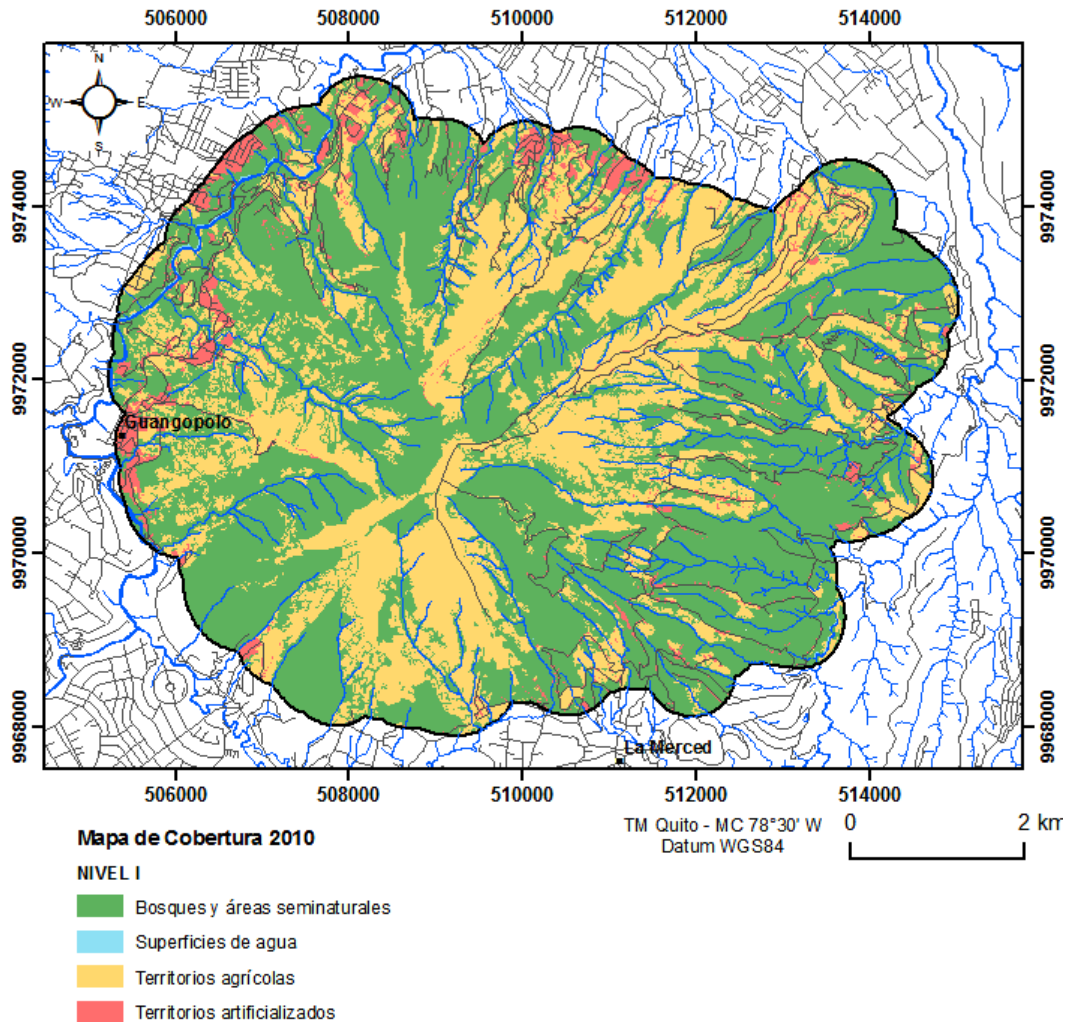 506000 508000 510000 512000 514000
N
W E
S
9974000 9974000
9972000 9972000
Guangopolo
9970000 9970000
9968000 9968000
La Merced
506000 508000 510000 512000 514000
Mapa de Cobertura 2010
TM Quito - MC 78°30' W
Datum WGS84
0 2 km
NIVEL I
Bosques y áreas seminaturales
Superficies de agua
Territorios agrícolas
Territorios artificializados